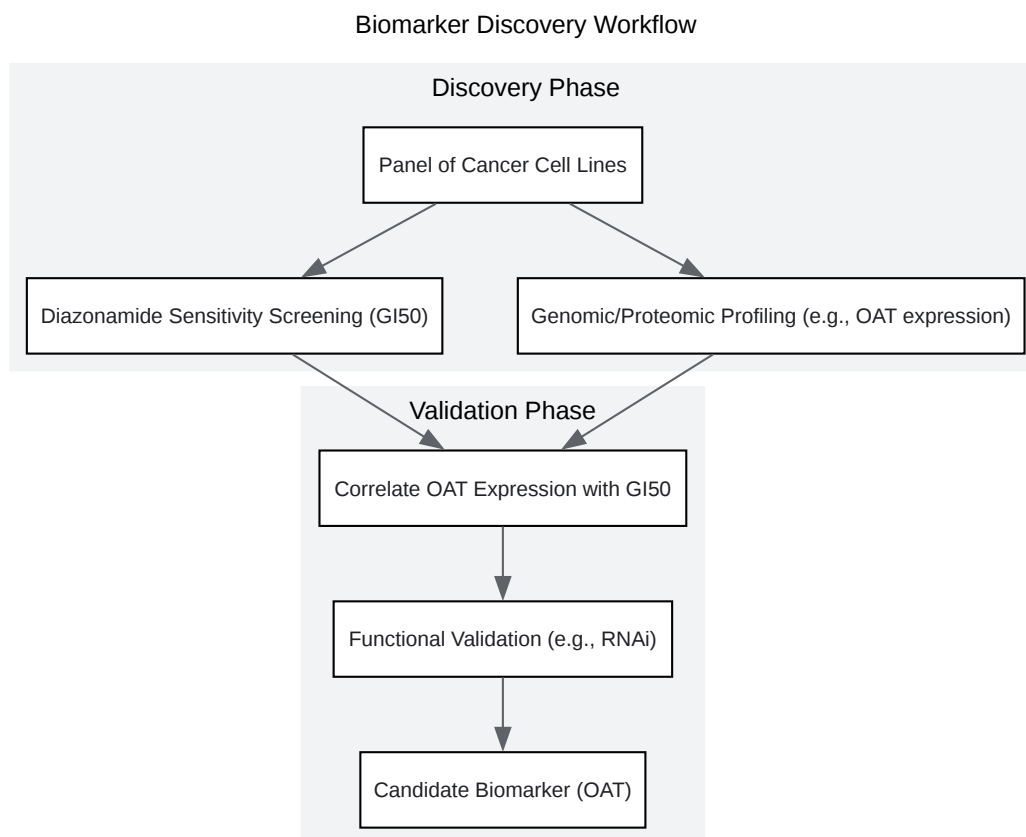 Biomarker Discovery Workflow
Discovery Phase
Panel of Cancer Cell Lines
Diazonamide Sensitivity Screening (GI50)
Genomic/Proteomic Profiling (e.g., OAT expression)
Validation Phase
Correlate OAT Expression with GI50
Functional Validation (e.g., RNAi)
Candidate Biomarker (OAT)